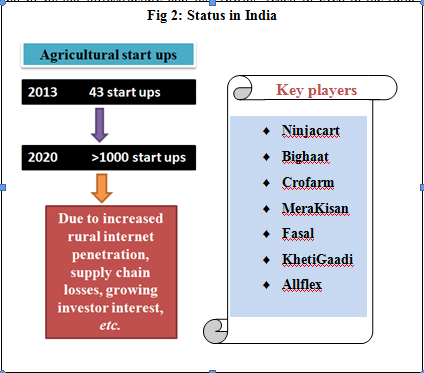 Fig 2: Status in India
Agricultural start ups
2013 43 start ups
2020 >1000 start ups
Due to increased
rural internet
penetration,
supply chain
losses, growing
investor interest,
etc.
Key players
♦ Ninjacart
♦ Bighaat
♦ Crofarm
♦ MeraKisan
♦ Fasal
♦ KhetiGaadi
♦ Allflex